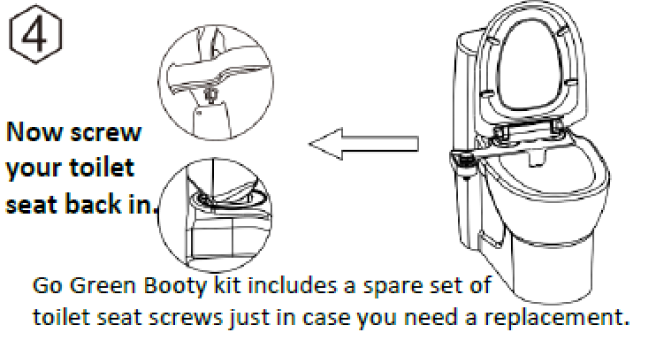 4
Now screw
your toilet
seat back in.
Go Green Booty kit includes a spare set of
toilet seat screws just in case you need a replacement.